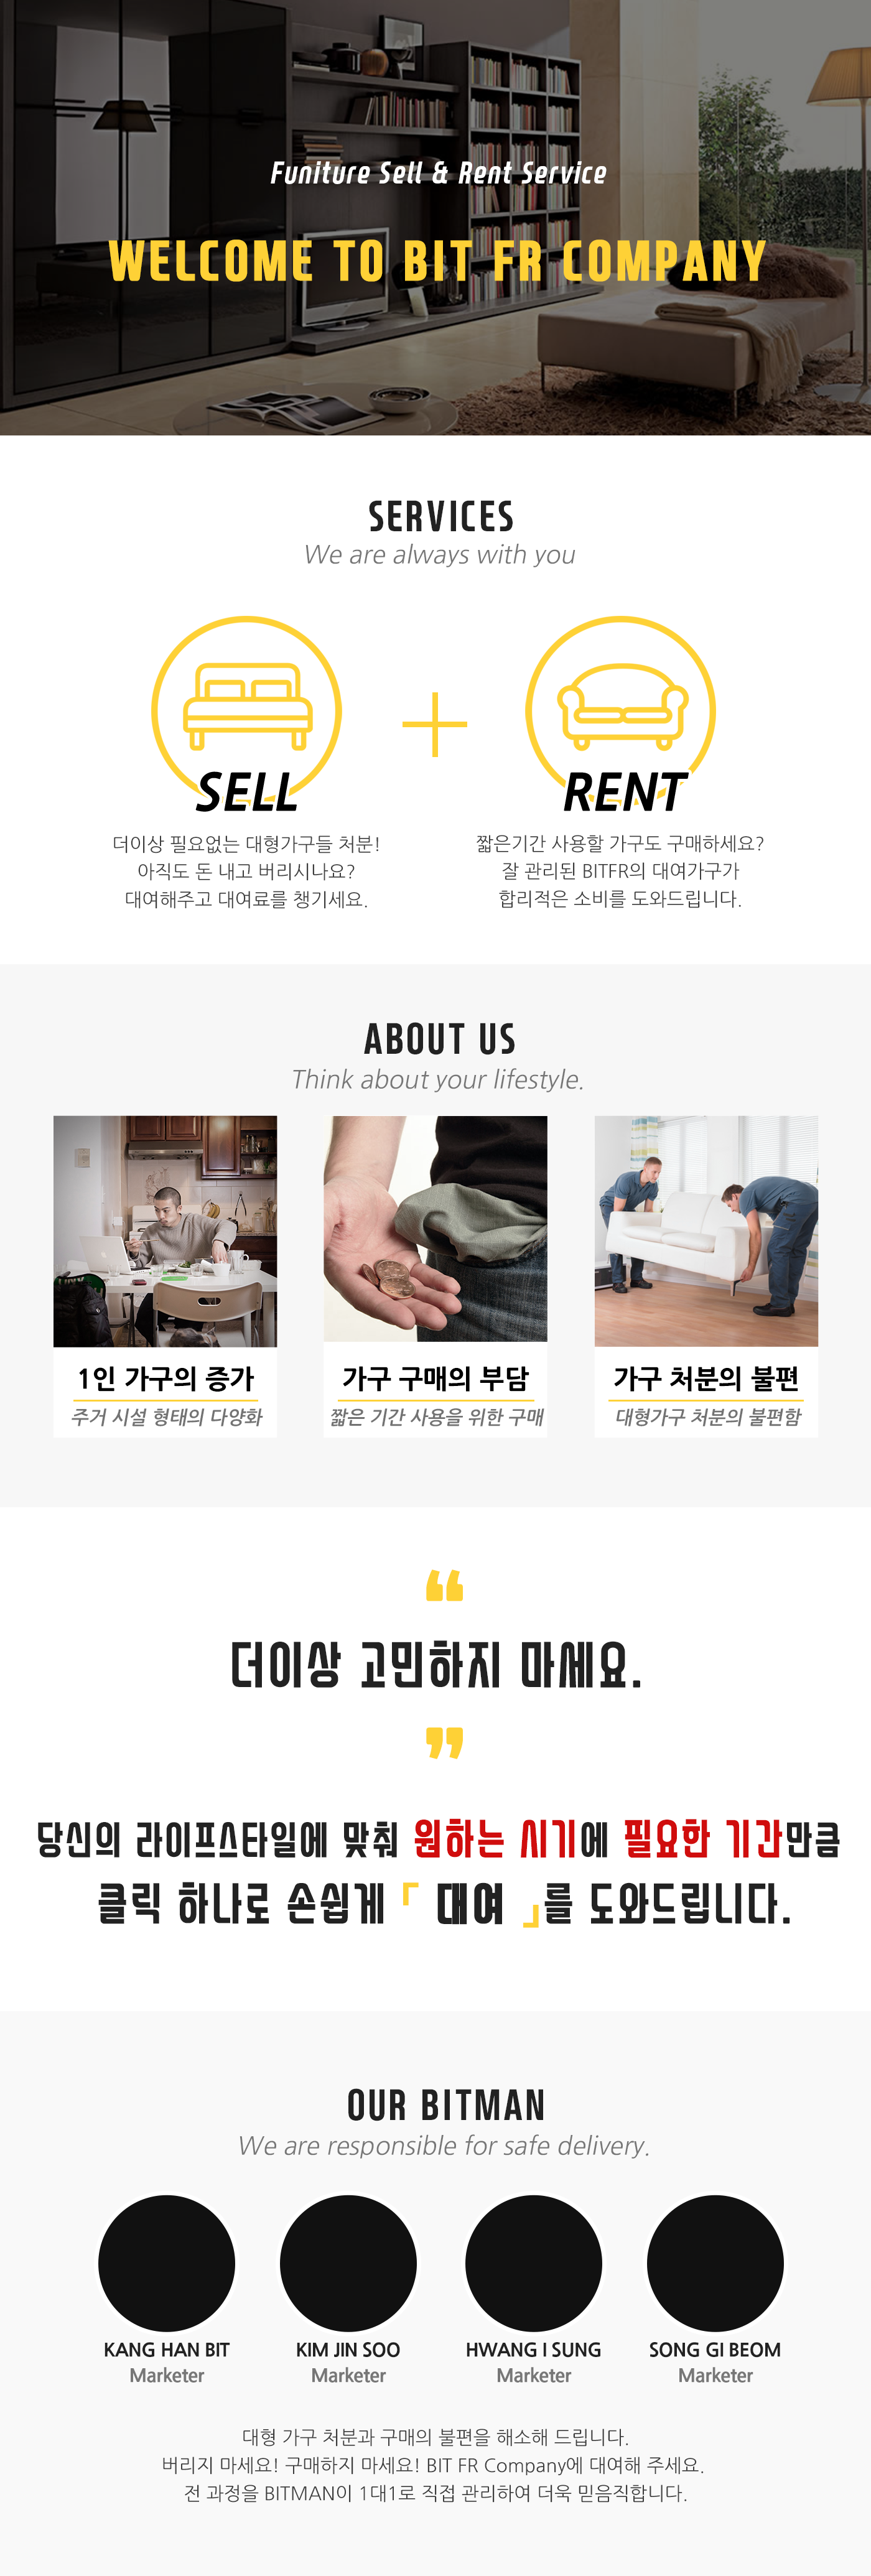 Funiture Sell & Rent Service
WELCOME TO BIT FR COMPANY
SERVICES
We are always with you
SELL
더이상 필요없는 대형가구들 처분!
아직도 돈 내고 버리시나요?
대여해주고 대여료를 챙기세요.
RENT
짧은기간 사용할 가구도 구매하세요?
잘 관리된 BITFR의 대여가구가
합리적은 소비를 도와드립니다.
ABOUT US
Think about your lifestyle.
1인 가구의 증가
주거 시설 형태의 다양화
가구 구매의 부담
짧은 기간 사용을 위한 구매
가구 처분의 불편
대형가구 처분의 불편함
“
더이상 고민하지 마세요.
”
당신의 라이프스타일에 맞춰 원하는 시기에 필요한 기간만큼
클릭 하나로 손쉽게 「 대여 」를 도와드립니다.
OUR BITMAN
We are responsible for safe delivery.
KANG HAN BIT
Marketer
KIM JIN SOO
Marketer
HWANG I SUNG
Marketer
SONG GI BEOM
Marketer
대형 가구 처분과 구매의 불편을 해소해 드립니다.
버리지 마세요! 구매하지 마세요! BIT FR Company에 대여해 주세요.
전 과정을 BITMAN이 1대1로 직접 관리하여 더욱 믿음직합니다.